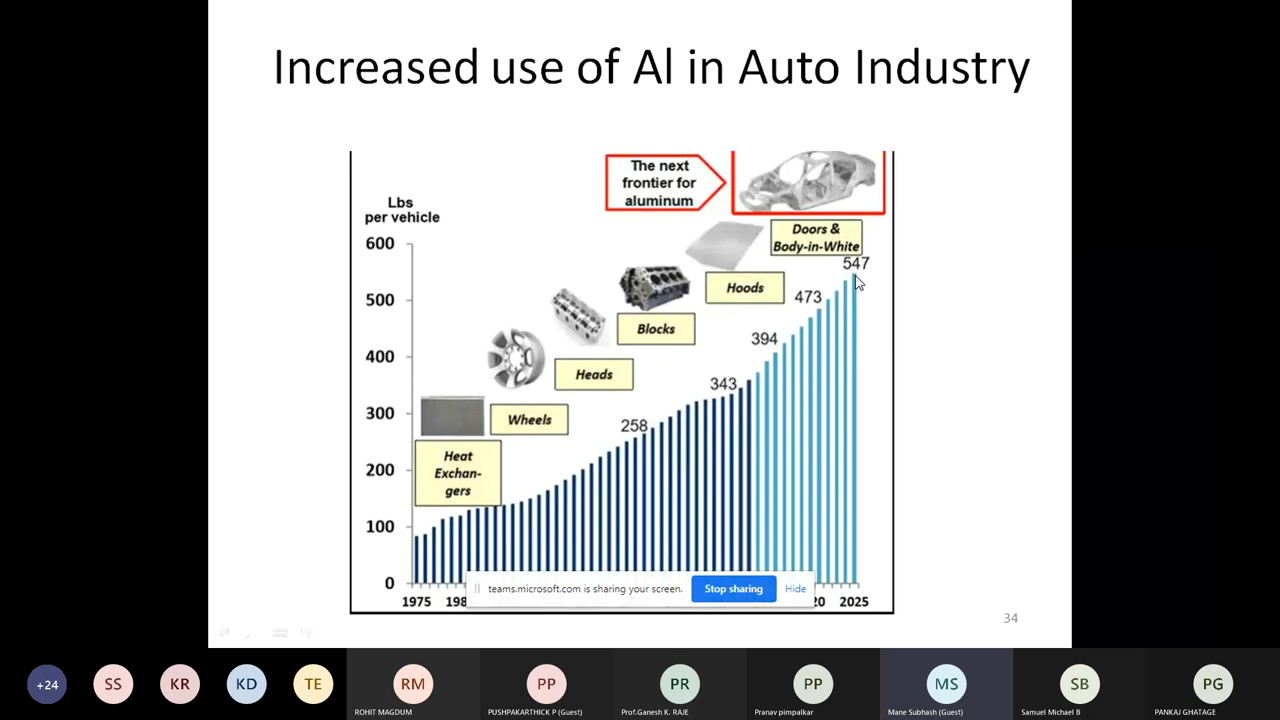 Increased use of Al in Auto Industry
The next
frontier for
aluminum
Lbs
per vehicle
Doors &
Body-in-White
547
600
Hoods
473
500
Blocks
394
400
Heads
343
300
Wheels
258
Heat
Exchan-
gers
200
100
0
teams.microsoft.com is sharing your screen.
Stop sharing
Hide
1975
198
20
2025
34
+24
SS
KR
KD
TE
RM
PP
PR
PP
MS
SB
PG
ROHIT MAGDUM
PUSHPAKARTHICK P (Guest)
Prof.Ganesh K. RAJE
Pranav pimpalkar
Mane Subhash (Guest)
Samuel Michael B
PANKAJ GHATAGE